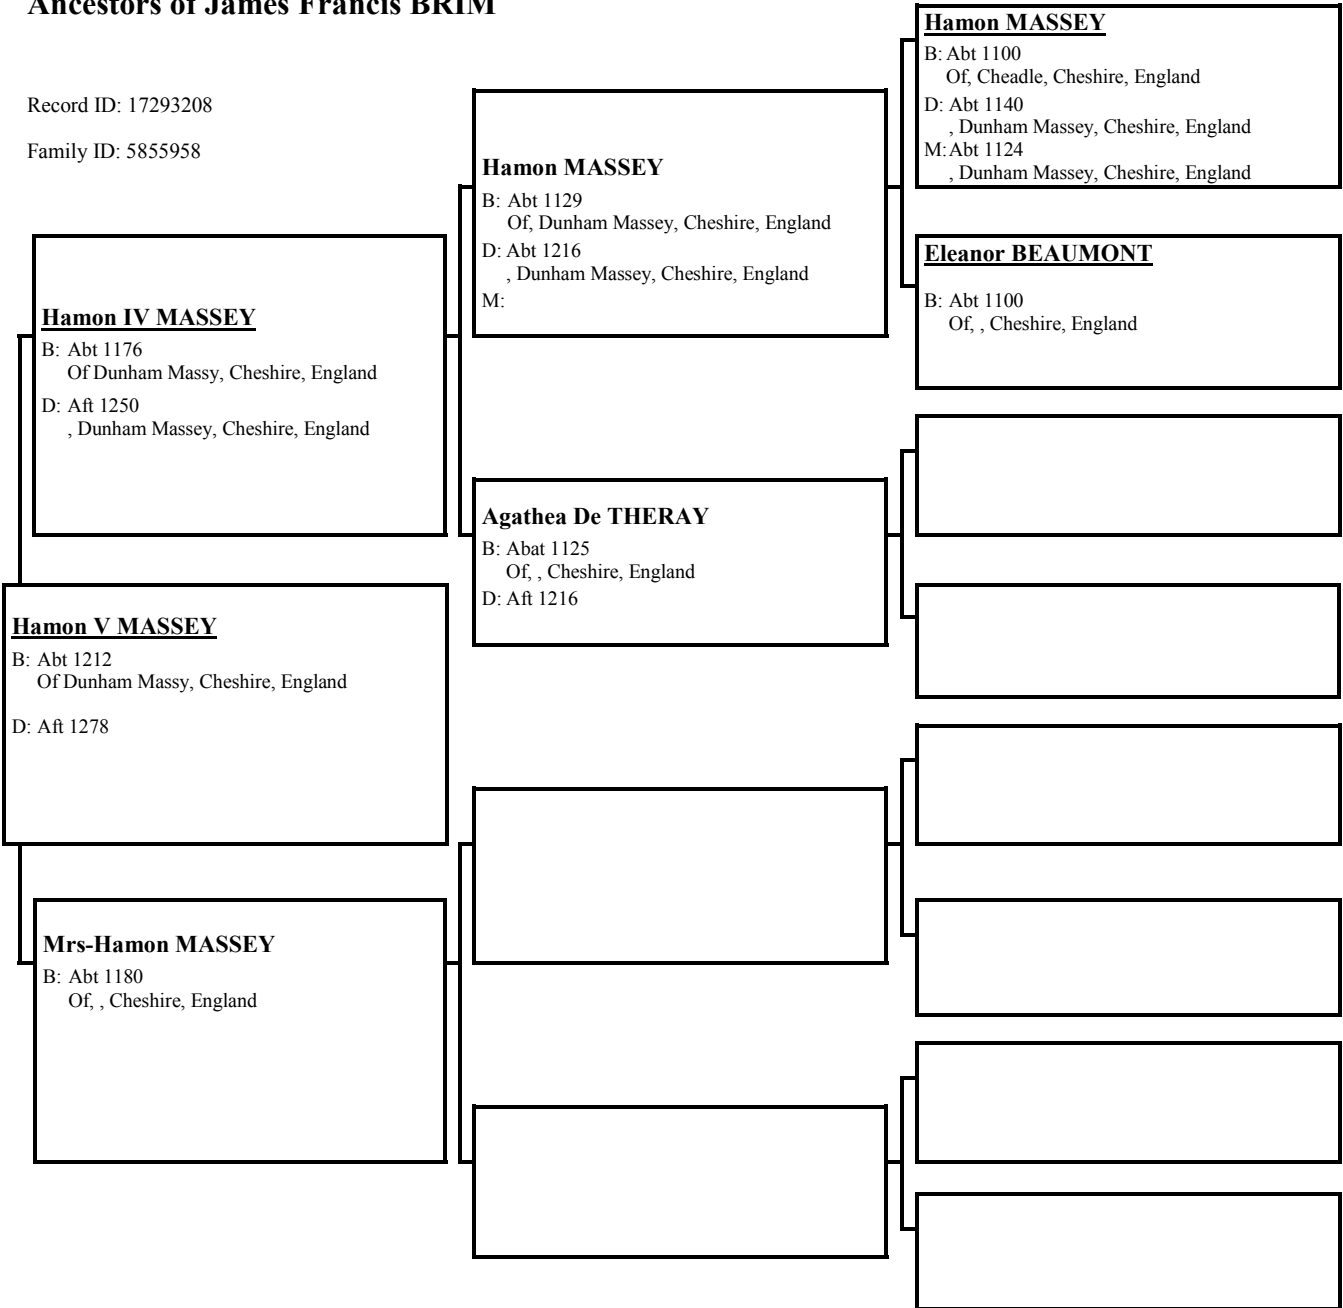 Ancestors of James Francis BRIM
Record ID: 17293208
Family ID: 5855958
Hamon V MASSEY
B: Abt 1212
Of Dunham Massy, Cheshire, England
D: Aft 1278
Hamon IV MASSEY
B: Abt 1176
Of Dunham Massy, Cheshire, England
D: Aft 1250
, Dunham Massey, Cheshire, England
Mrs-Hamon MASSEY
B: Abt 1180
Of, , Cheshire, England
Hamon MASSEY
B: Abt 1129
Of, Dunham Massey, Cheshire, England
D: Abt 1216
, Dunham Massey, Cheshire, England
M:
Agathea De THERAY
B: Abat 1125
Of, , Cheshire, England
D: Aft 1216
Hamon MASSEY
B: Abt 1100
Of, Cheadle, Cheshire, England
D: Abt 1140
, Dunham Massey, Cheshire, England
M:Abt 1124
, Dunham Massey, Cheshire, England
Eleanor BEAUMONT
B: Abt 1100
Of, , Cheshire, England